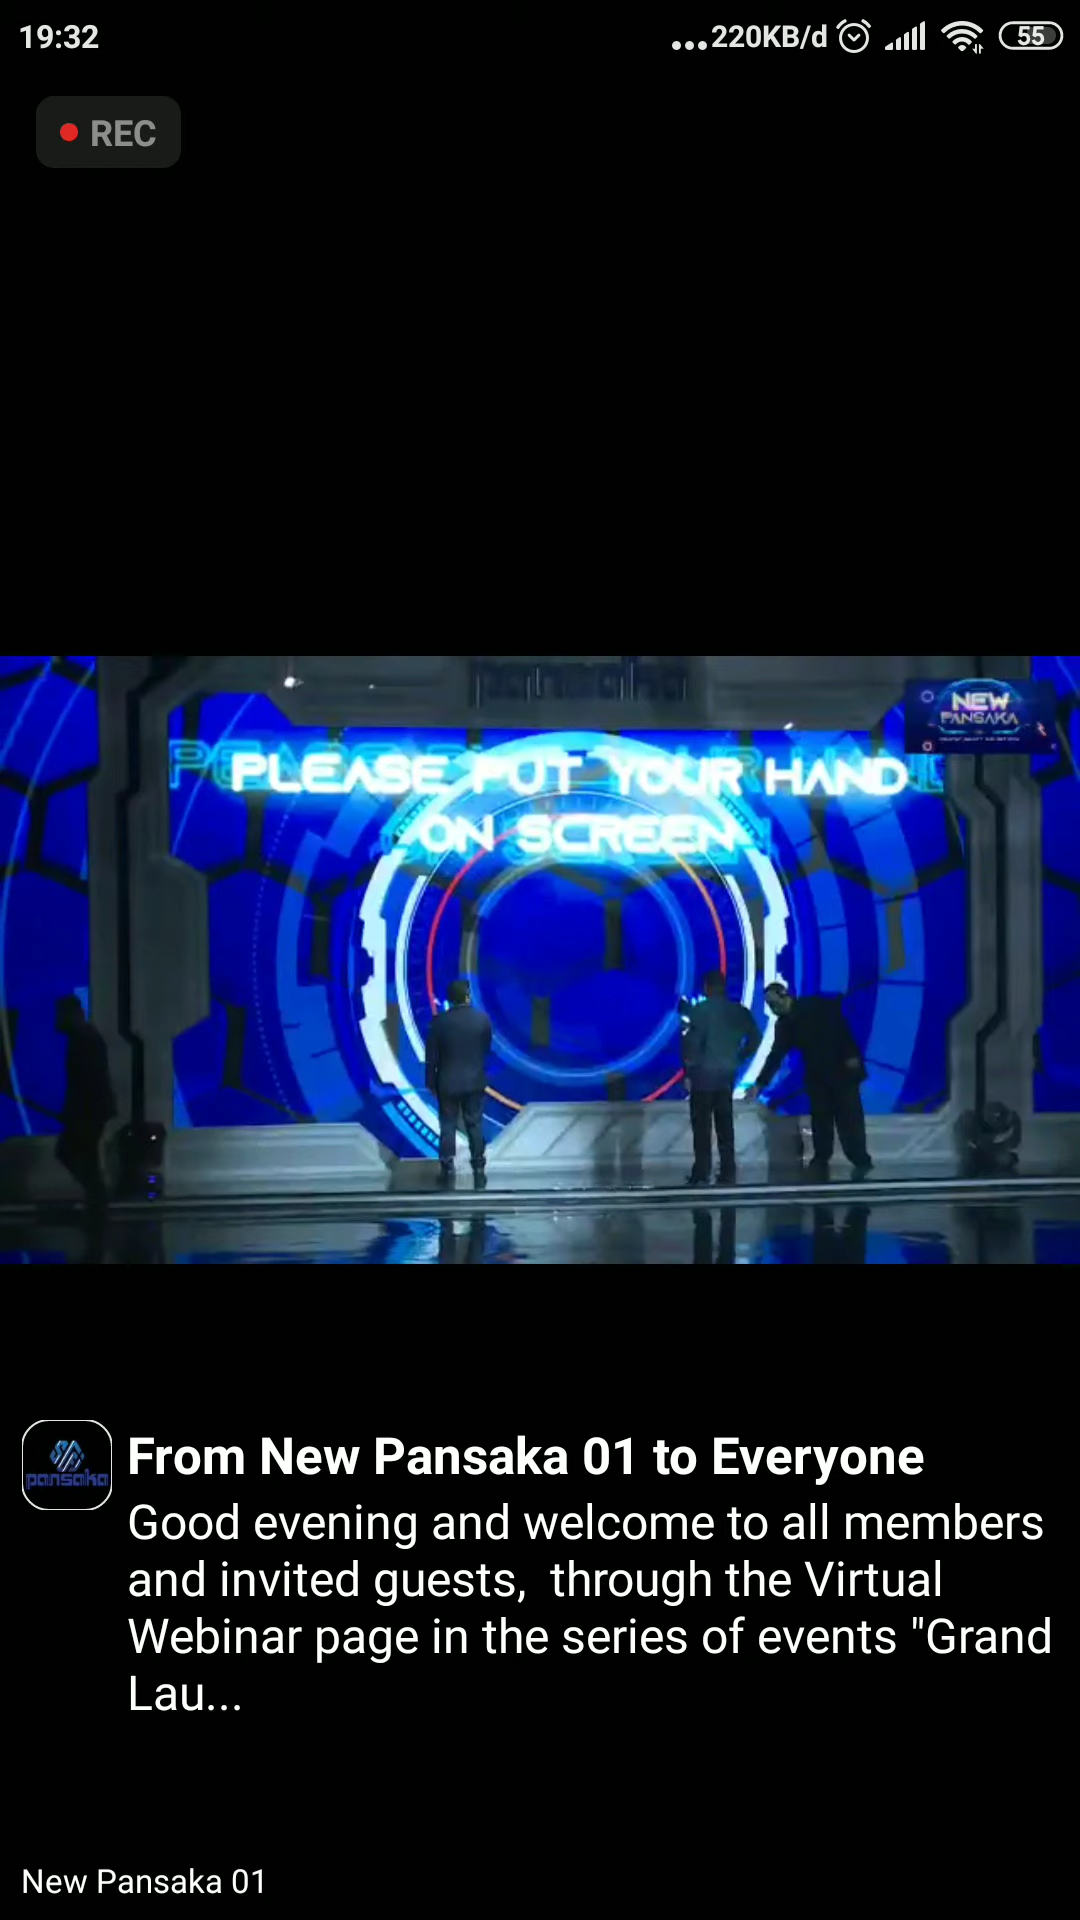 19:32
...220KB/d
55
REC
pansaka
NEW
PANSAKA
PLEASE PUT YOUR HAND
ON SCREEN
pansaka
From New Pansaka 01 to Everyone
Good evening and welcome to all members
and invited guests,  through the Virtual
Webinar page in the series of events "Grand
Lau...
New Pansaka 01